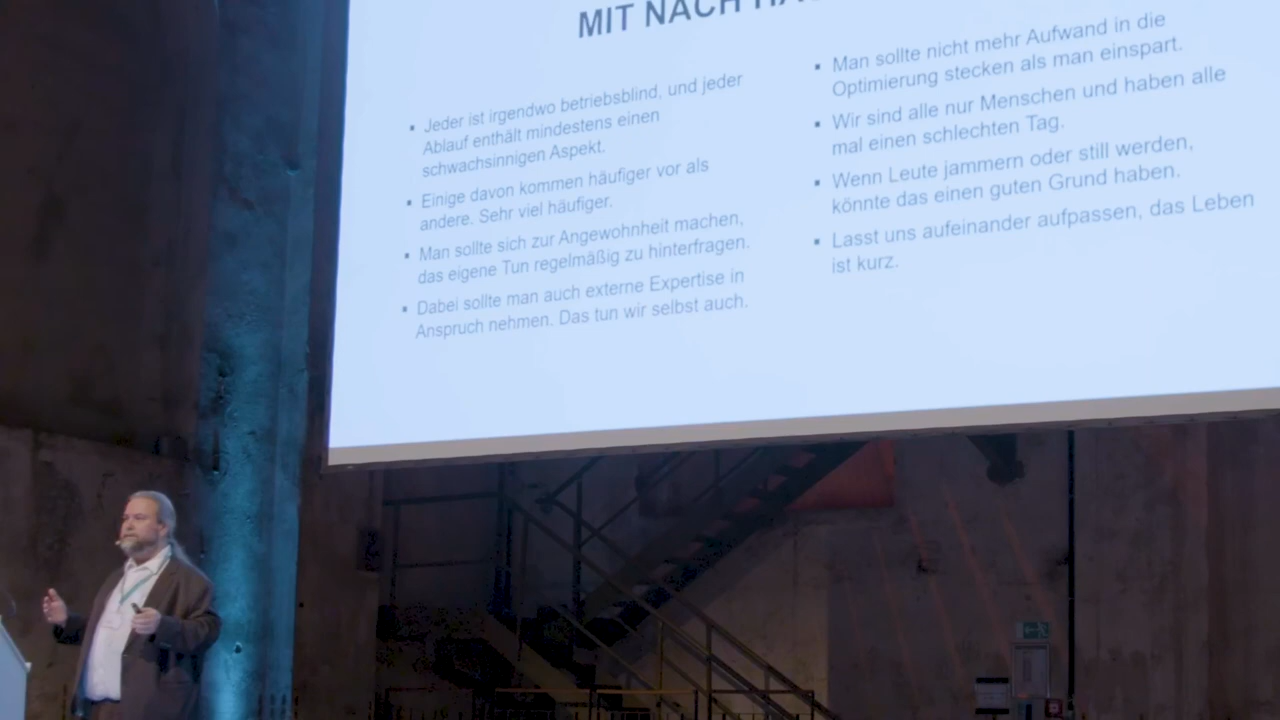 MIT NACH
▪ Jeder ist irgendwo betriebsblind, und jeder
Ablauf enthält mindestens einen
schwachsinnigen Aspekt.
▪ Einige davon kommen häufiger vor als
andere. Sehr viel häufiger.
▪ Man sollte sich zur Angewohnheit machen,
das eigene Tun regelmäßig zu hinterfragen.
▪ Dabei sollte man auch externe Expertise in
Anspruch nehmen. Das tun wir selbst auch.
▪ Man sollte nicht mehr Aufwand in die
Optimierung stecken als man einspart.
▪ Wir sind alle nur Menschen und haben alle
mal einen schlechten Tag.
▪ Wenn Leute jammern oder still werden,
könnte das einen guten Grund haben.
▪ Lasst uns aufeinander aufpassen, das Leben
ist kurz.